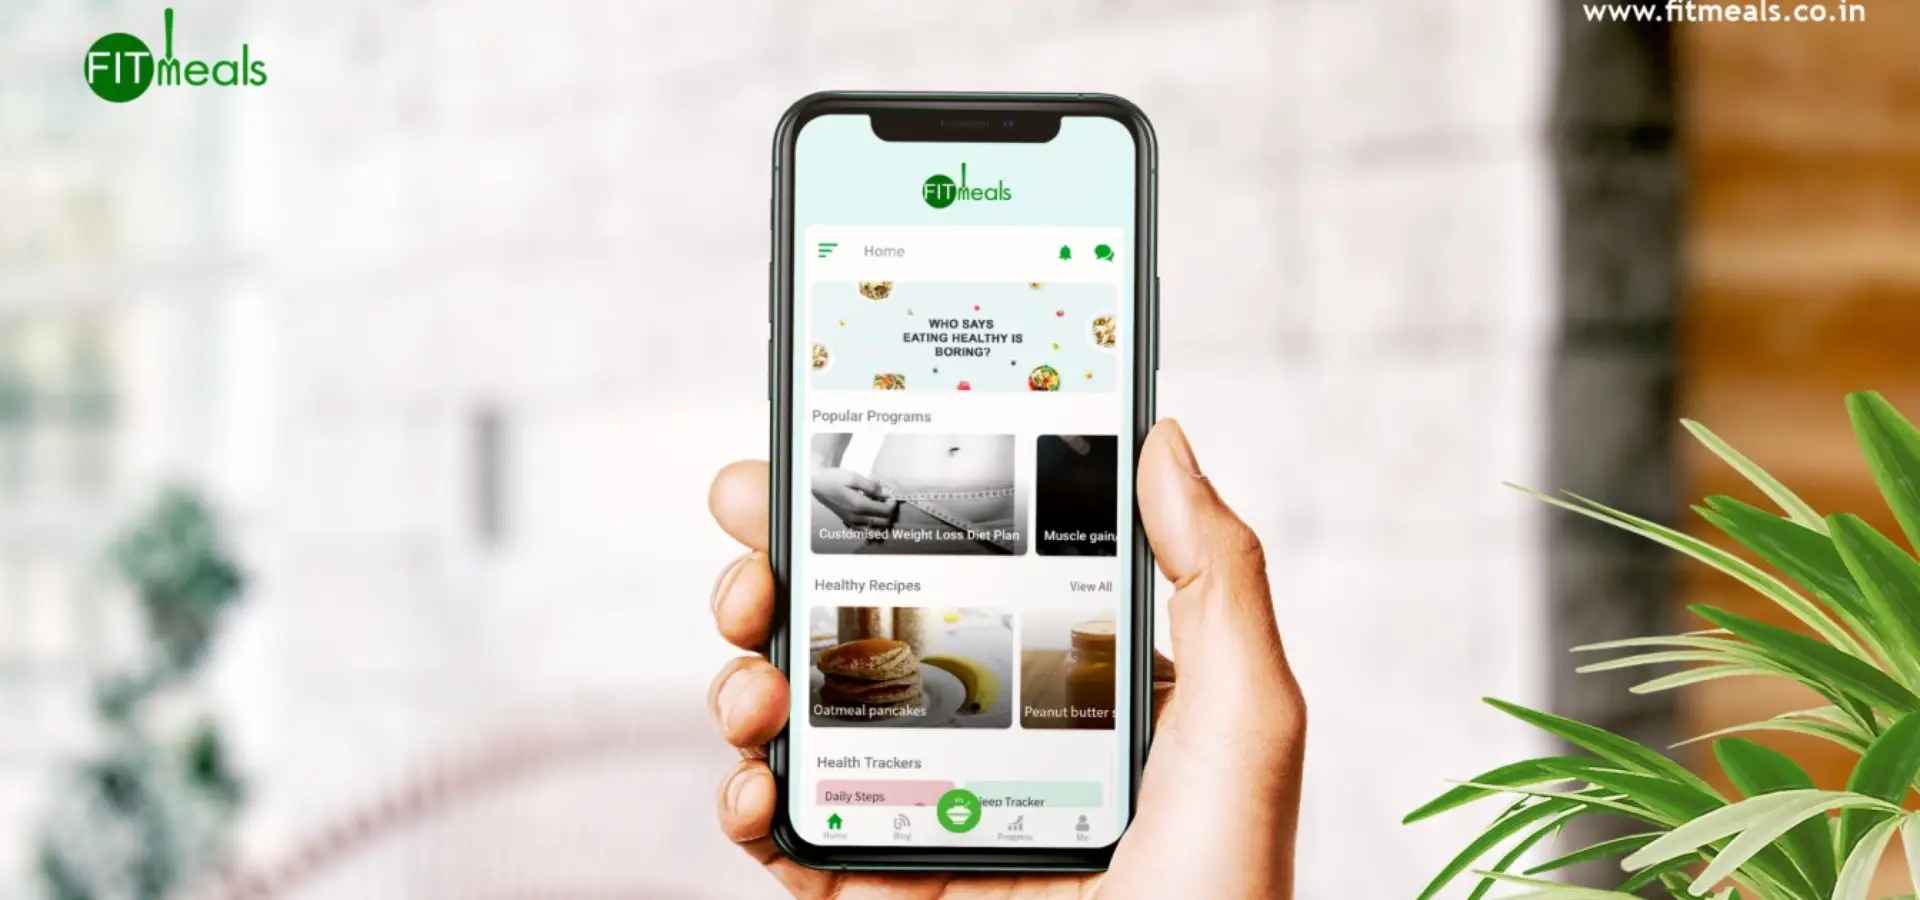 FITmeals
www.fitmeals.co.in
FITmeals
Home
WHO SAYS
EATING HEALTHY IS
BORING?
Popular Programs
Customised Weight Loss Diet Plan
Muscle gain/
Healthy Recipes
View All
Oatmeal pancakes
Peanut butter s
Health Trackers
Daily Steps
leep Tracker
Home
Blog
Progress
Me